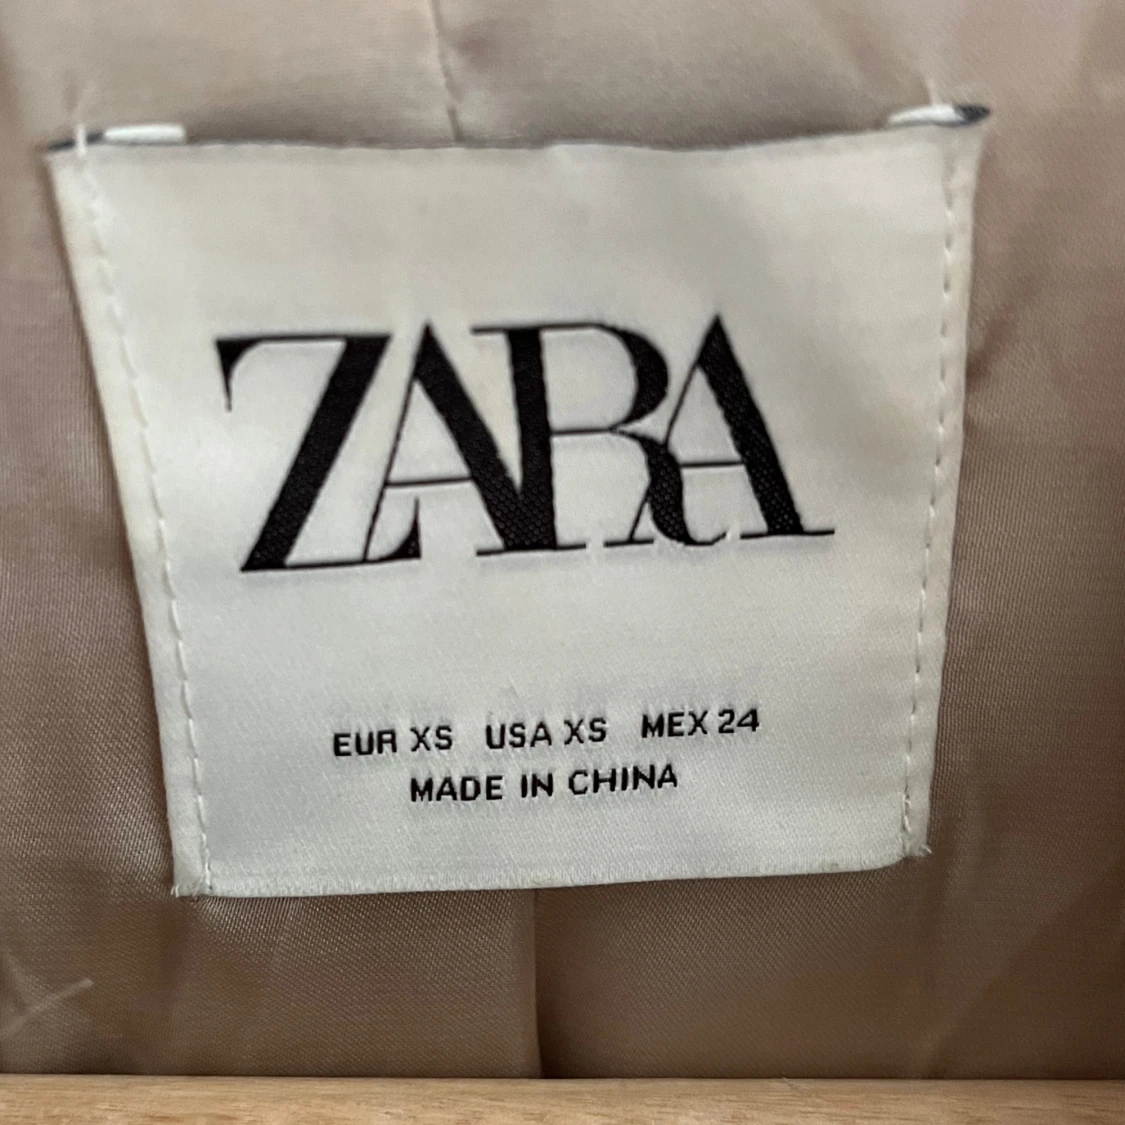 ZARA
EUR XS USA XS MEX 24
MADE IN CHINA